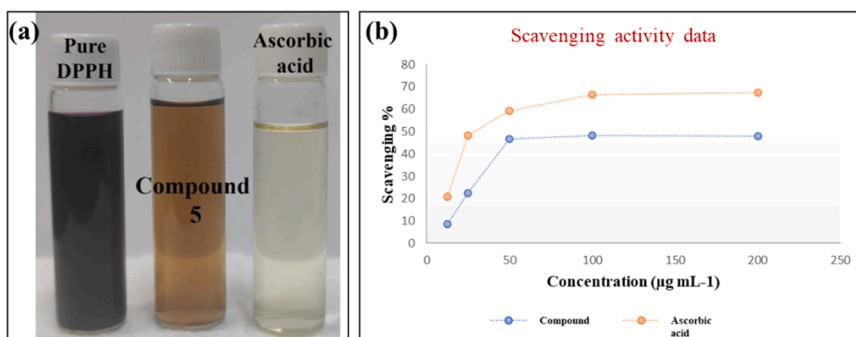 (a)
Pure
DPPH
Ascorbic
acid
Compound
5
(b)
Scavenging activity data
Scavenging %
80
70
60
50
40
30
20
10
0
0 50 100 150 200 250
Concentration (μg mL-1)
Compound
Ascorbic
acid